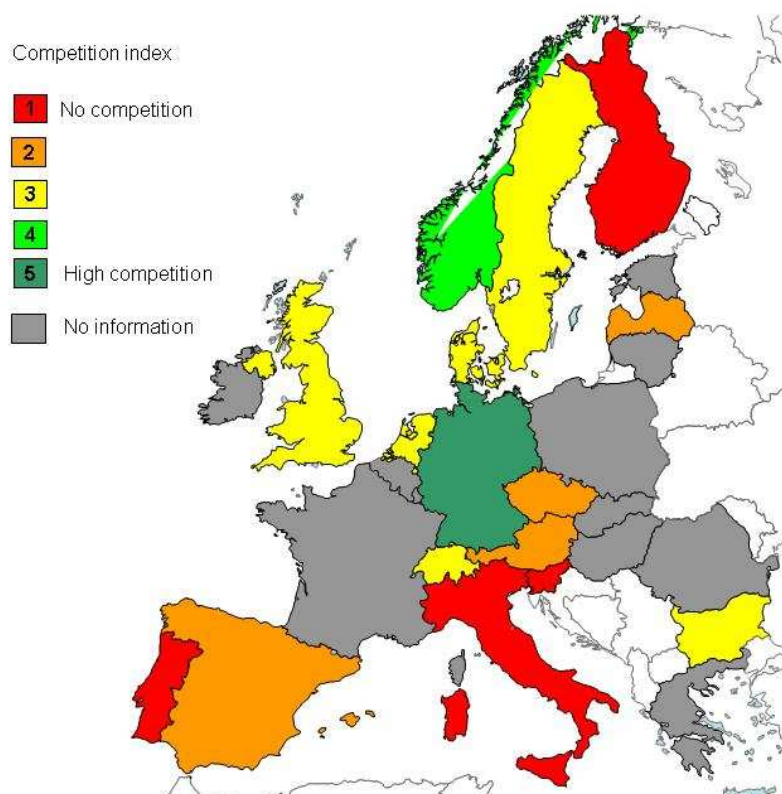 Competition index
1 No competition
2
3
4
5 High competition
No information